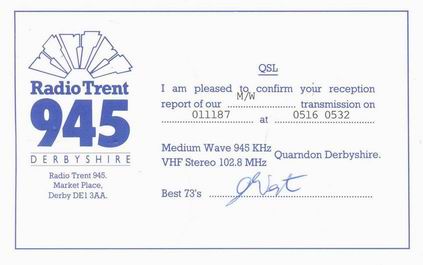 Radio Trent
945
DERBYSHIRE
Radio Trent 945.
Market Place,
Derby DE1 3AA.
QSL
I am pleased to confirm your reception
M/W
report of our .................... transmission on
011187 at 0516 0532
Medium Wave 945 KHz
VHF Stereo 102.8 MHz
Quarndon Derbyshire.
Best 73's